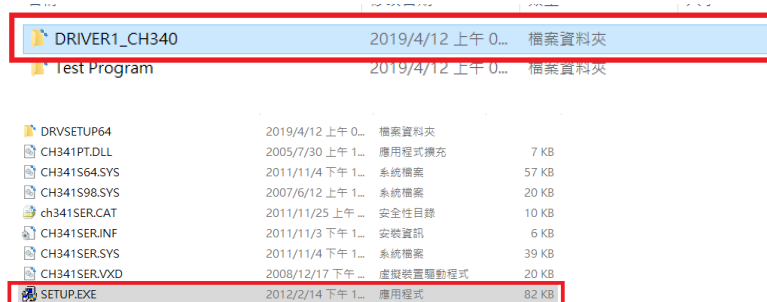 DRIVER1_CH340 2019/4/12 上午 0... 檔案資料夾
Test Program 2019/4/12 上午 0... 檔案資料夾
DRVSETUP64 2019/4/12 上午 0... 檔案資料夾
CH341PT.DLL 2005/7/30 上午 1... 應用程式擴充 7 KB
CH341S64.SYS 2011/11/4 下午 1... 系統檔案 57 KB
CH341S98.SYS 2007/6/12 上午 1... 系統檔案 20 KB
ch341SER.CAT 2011/11/25 上午 ... 安全性目錄 10 KB
CH341SER.INF 2011/11/3 下午 1... 安裝資訊 6 KB
CH341SER.SYS 2011/11/4 下午 1... 系統檔案 39 KB
CH341SER.VXD 2008/12/17 下午 ... 虛擬裝置驅動程式 20 KB
SETUP.EXE 2012/2/14 下午 1... 應用程式 82 KB